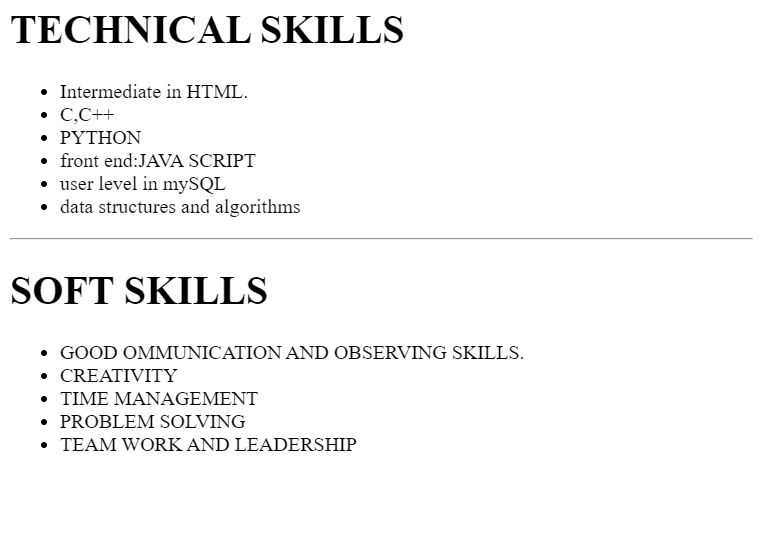 TECHNICAL SKILLS
Intermediate in HTML.
C,C++
PYTHON
front end:JAVA SCRIPT
user level in mySQL
data structures and algorithms
SOFT SKILLS
GOOD OMMUNICATION AND OBSERVING SKILLS.
CREATIVITY
TIME MANAGEMENT
PROBLEM SOLVING
TEAM WORK AND LEADERSHIP